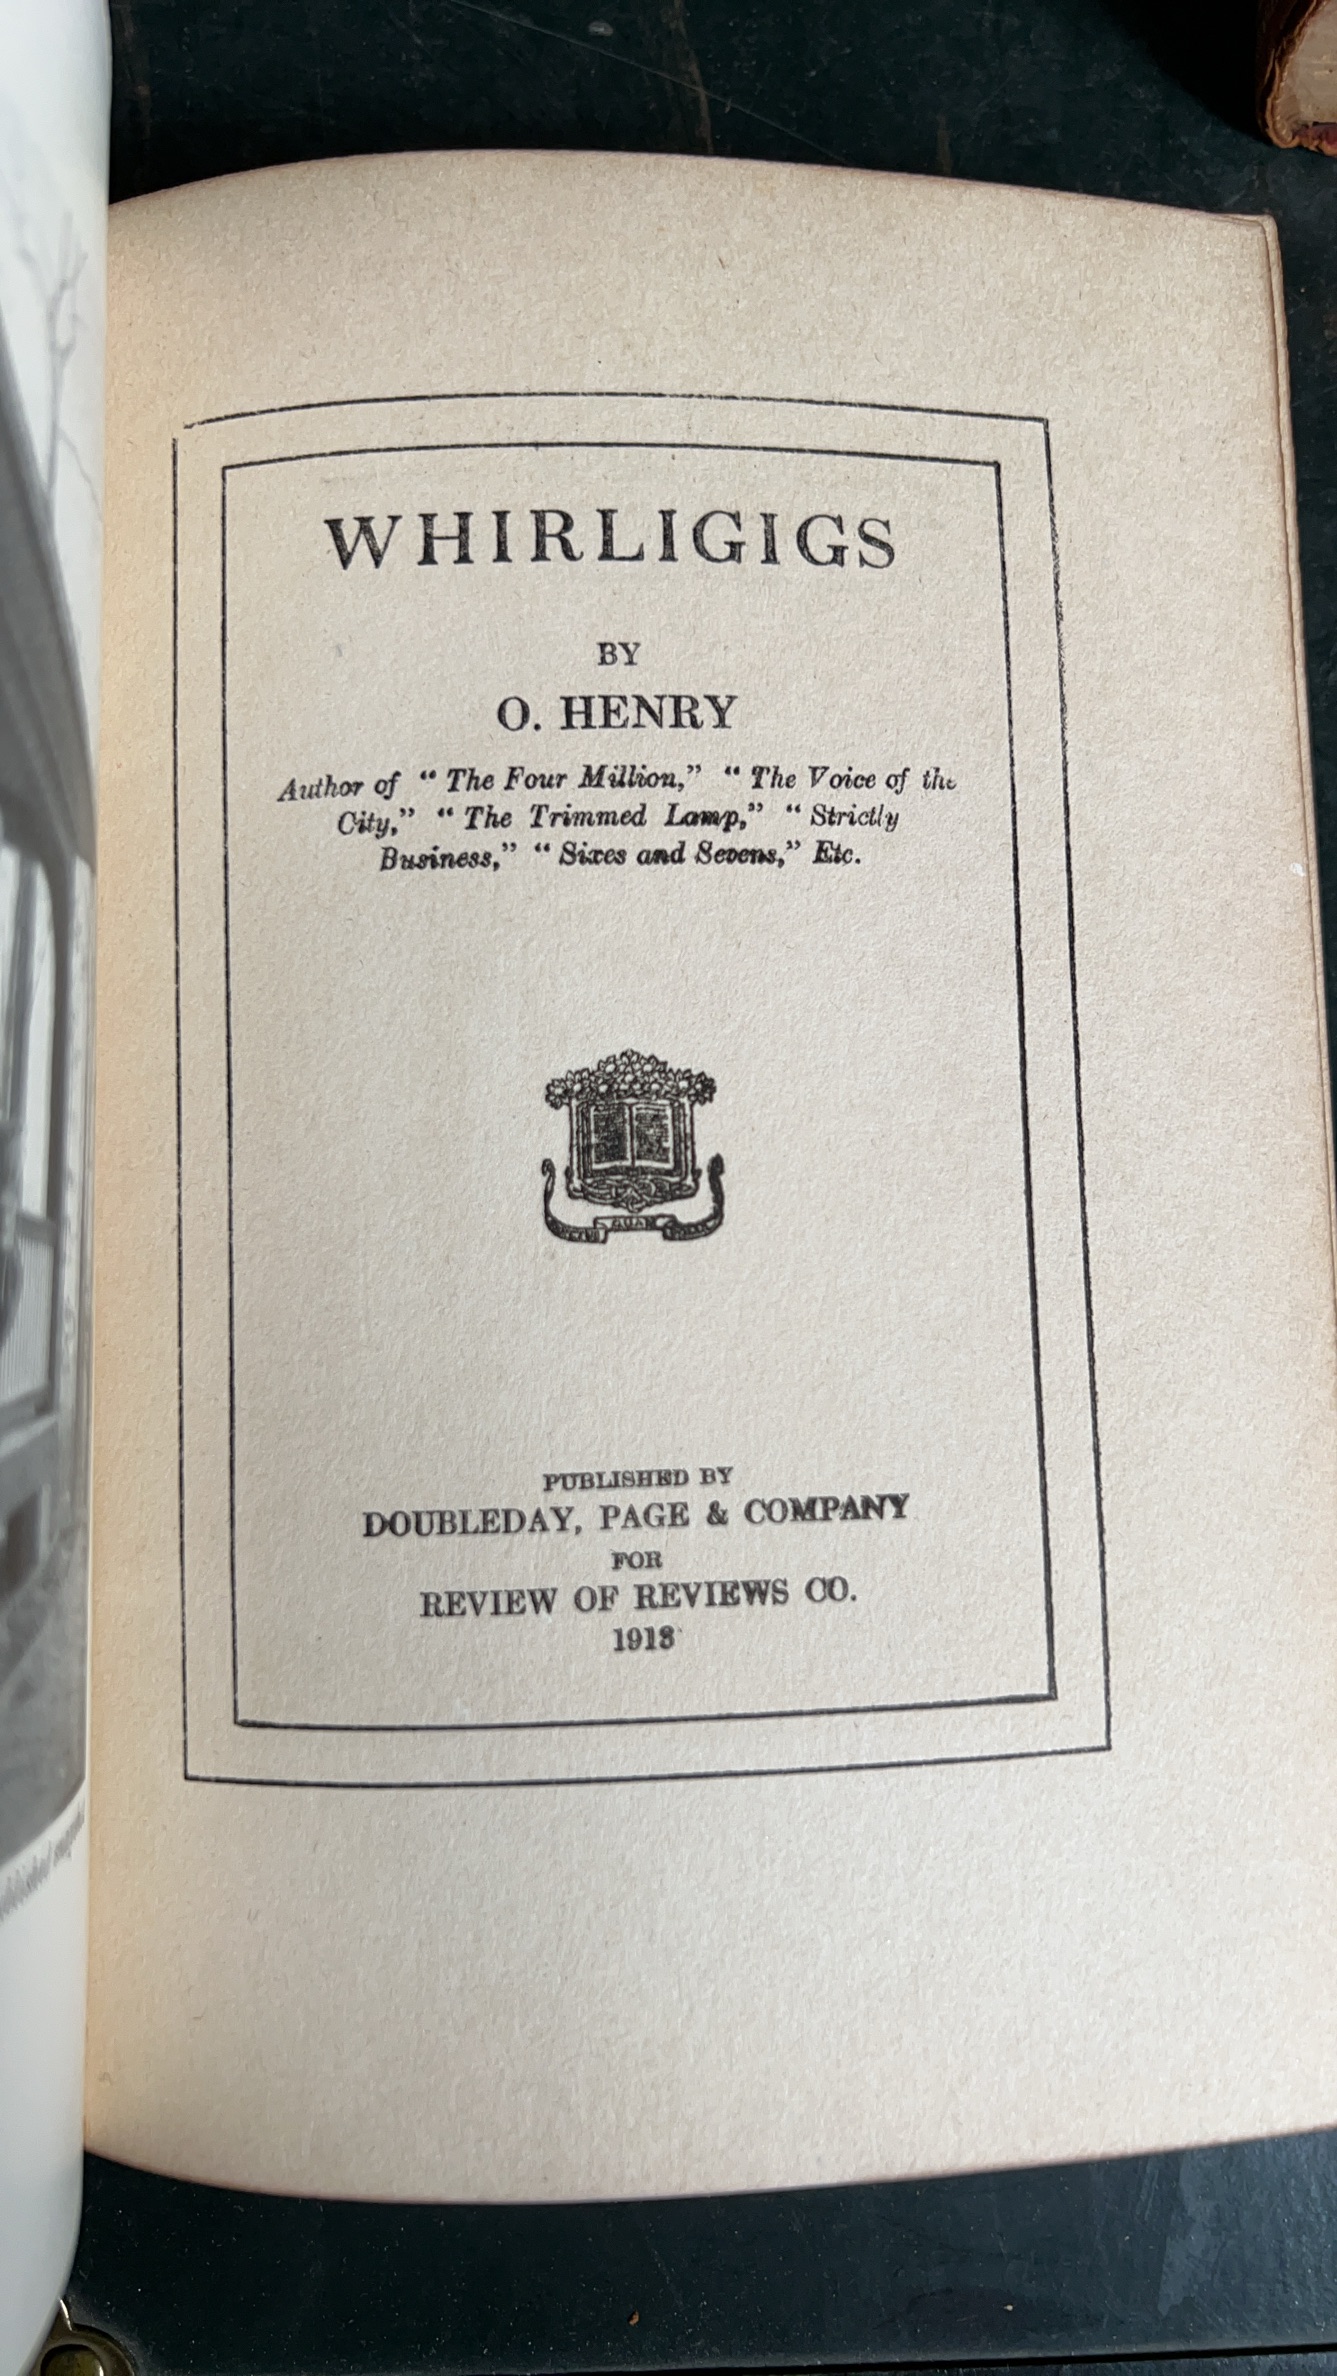 WHIRLIGIGS
BY
O. HENRY
Author of “ The Four Million,” “ The Voice of the
City,” “ The Trimmed Lamp,” “ Strictly
Business,” “ Sixes and Sevens,” Etc.
PUBLISHED BY
DOUBLEDAY, PAGE & COMPANY
FOR
REVIEW OF REVIEWS CO.